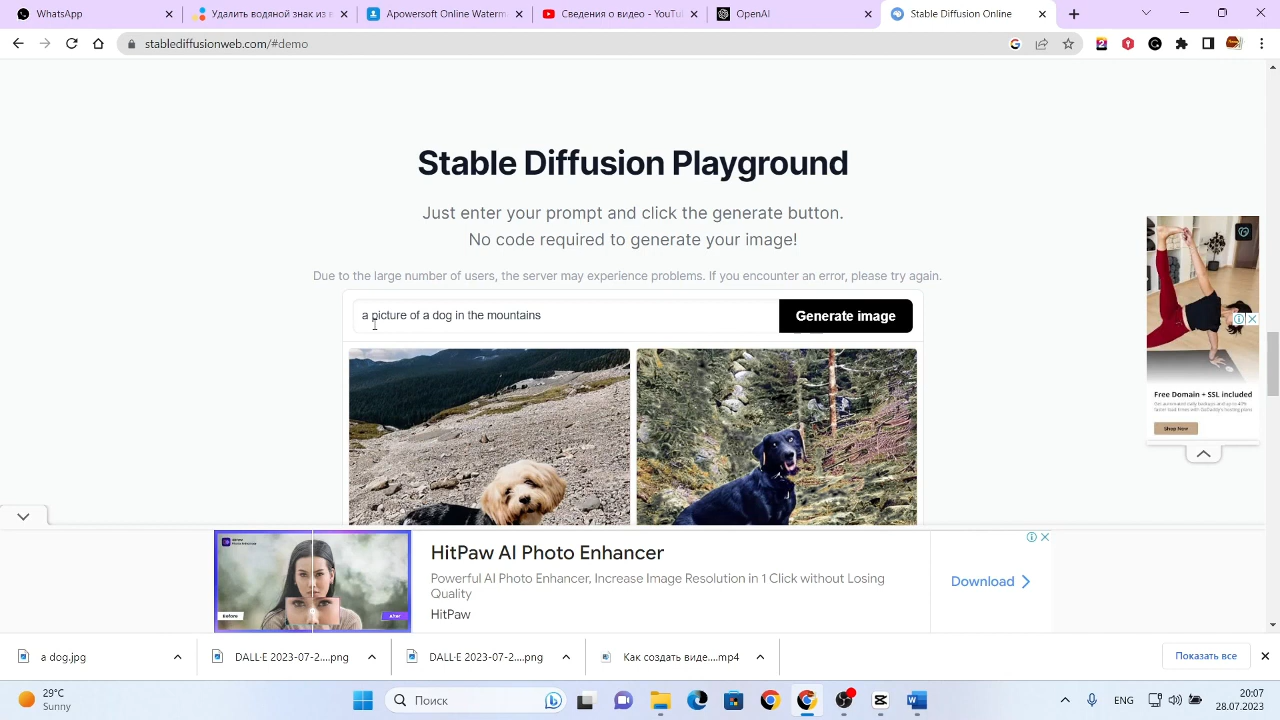 WhatsApp
Удалить водяной знак из в
Apowersoft Online Waterm
Сведения о видео - YouTu
OpenAI
Stable Diffusion Online
stablediffusionweb.com/#demo
Stable Diffusion Playground
Just enter your prompt and click the generate button.
No code required to generate your image!
Due to the large number of users, the server may experience problems. If you encounter an error, please try again.
a picture of a dog in the mountains
Generate image
Free Domain + SSL included
Shop Now
HitPaw AI Photo Enhancer
Powerful AI Photo Enhancer, Increase Image Resolution in 1 Click without Losing
Quality
HitPaw
Download
Before
After
a dog.jpg
DALL·E 2023-07-2....png
DALL·E 2023-07-2....png
Как создать виде....mp4
Показать все
29°C
Sunny
Поиск
ENG
20:07
28.07.2023